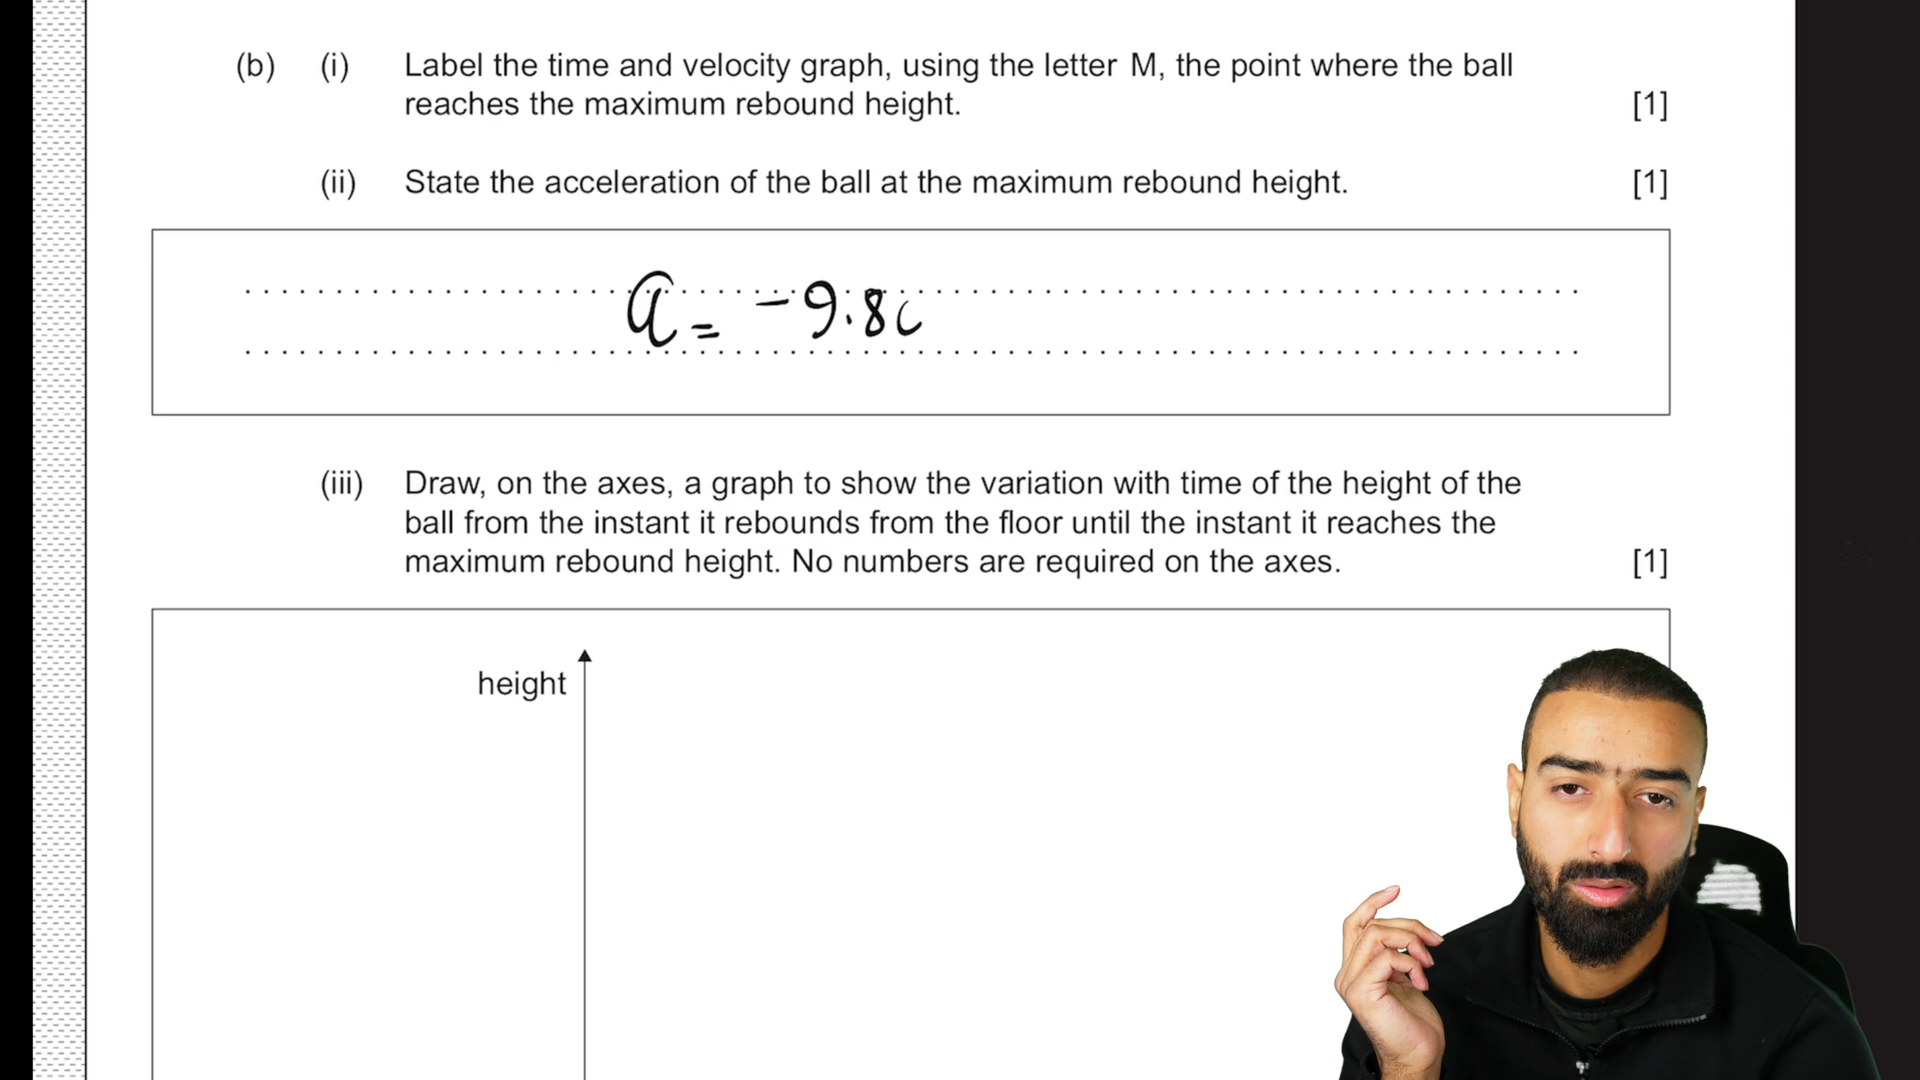 (b) (i) Label the time and velocity graph, using the letter M, the point where the ball
reaches the maximum rebound height. [1]
(ii) State the acceleration of the ball at the maximum rebound height. [1]
a = -9.8
(iii) Draw, on the axes, a graph to show the variation with time of the height of the
ball from the instant it rebounds from the floor until the instant it reaches the
maximum rebound height. No numbers are required on the axes. [1]
height